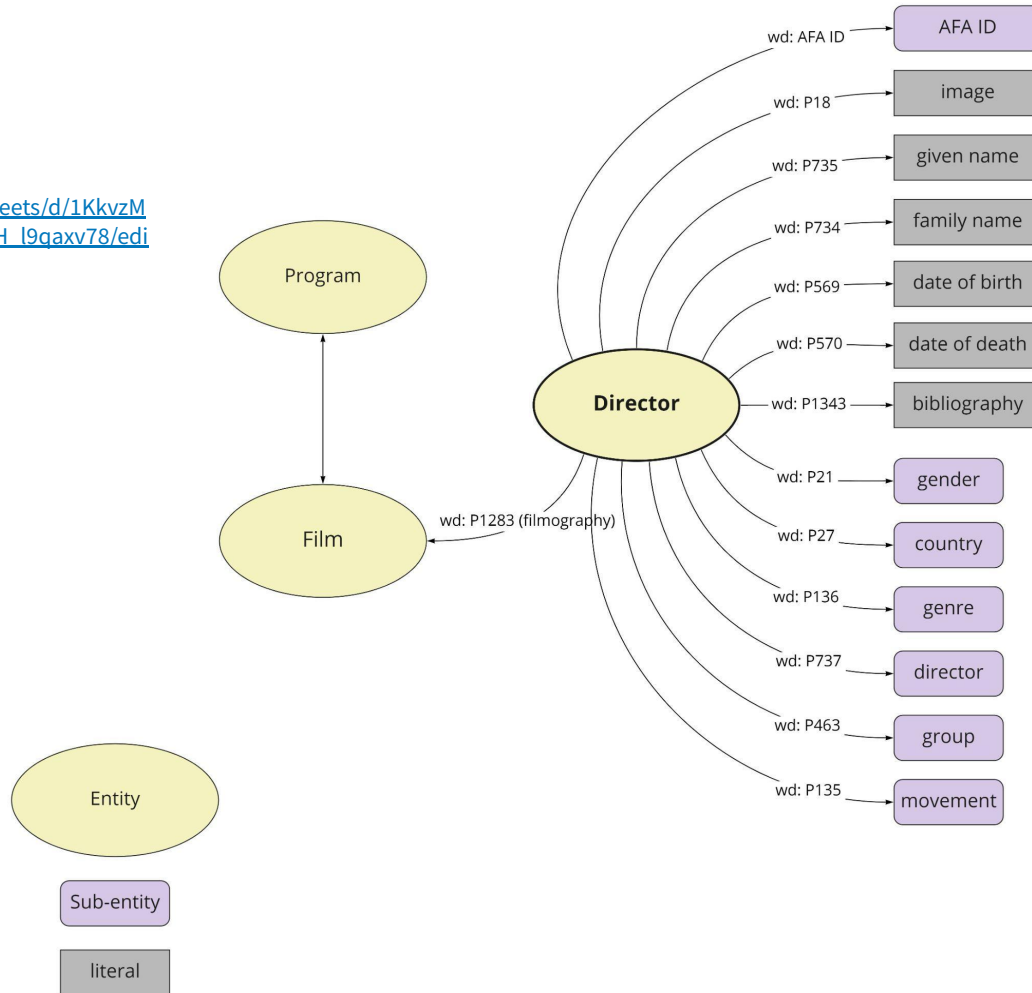 eets/d/1KkvzM
H_l9qaxv78/edi
Program
Film
Director
wd: P1283 (filmography)
wd: AFA ID
AFA ID
wd: P18
image
wd: P735
given name
wd: P734
family name
wd: P569
date of birth
wd: P570
date of death
wd: P1343
bibliography
wd: P21
gender
wd: P27
country
wd: P136
genre
wd: P737
director
wd: P463
group
wd: P135
movement
Entity
Sub-entity
literal